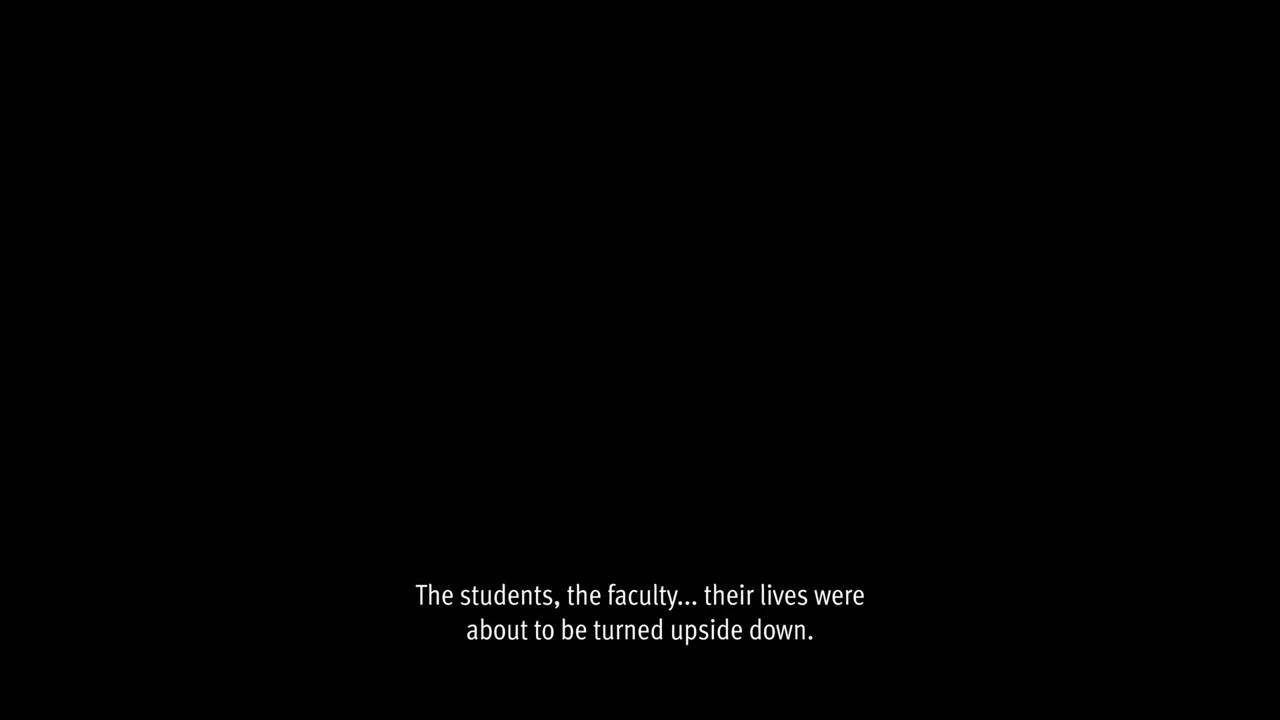 The students, the faculty... their lives were
about to be turned upside down.